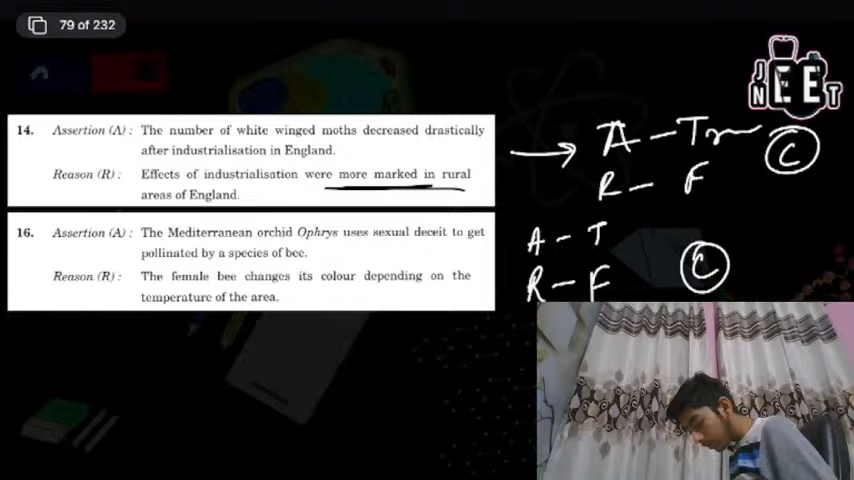 79 of 232
JEET
N
14. Assertion (A) : The number of white winged moths decreased drastically
after industrialisation in England.
Reason (R) : Effects of industrialisation were more marked in rural
areas of England.
A - True
R - F
C
16. Assertion (A) : The Mediterranean orchid Ophrys uses sexual deceit to get
pollinated by a species of bee.
Reason (R) : The female bee changes its colour depending on the
temperature of the area.
A - T
R - F
C